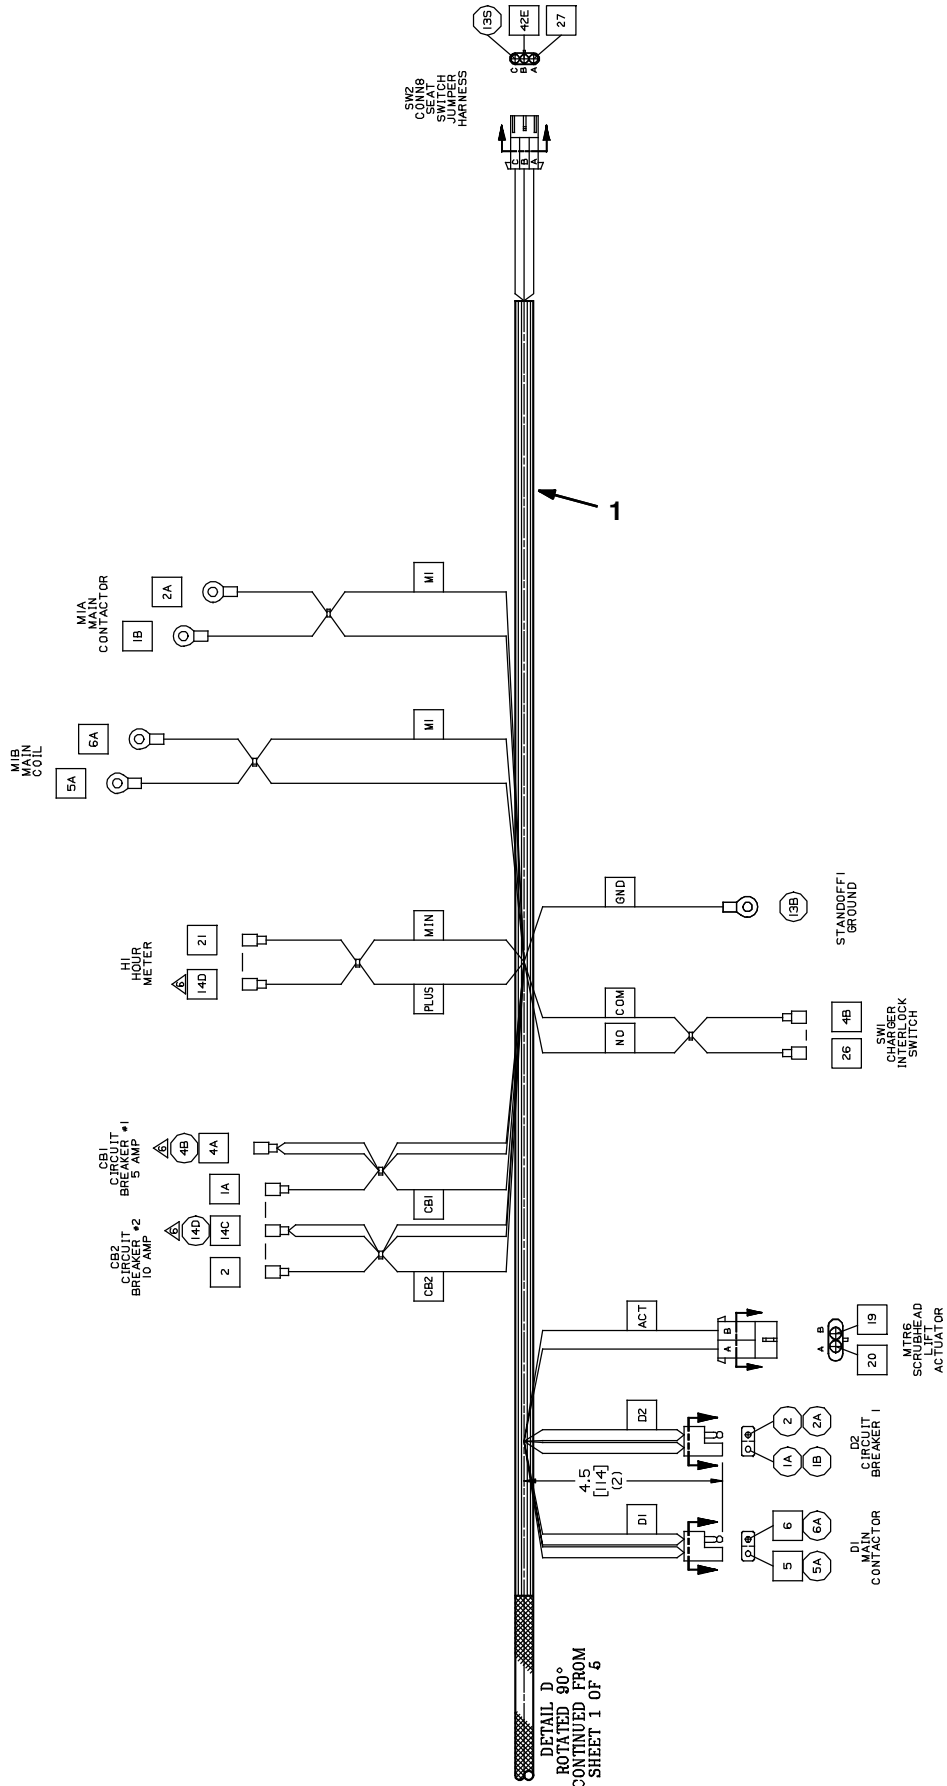 13S
42E
27
C
B
A
SW2
CONN8
SEAT
SWITCH
JUMPER
HARNESS
C
B
A
1
M1A
MAIN
CONTACTOR
2A
1B
M1
M1B
MAIN
COIL
6A
5A
M1
H1
HOUR
METER
21
6
14D
MIN
PLUS
GND
13B
STANDOFF1
GROUND
COM
NO
4B
26
SW1
CHARGER
INTERLOCK
SWITCH
CB1
CIRCUIT
BREAKER #1
5 AMP
6
4B
4A
1A
CB1
CB2
CIRCUIT
BREAKER #2
10 AMP
6
14D
14C
2
CB2
ACT
B
A
B
A
19
20
MTR6
SCRUBHEAD
LIFT
ACTUATOR
D2
2
2A
1A
1B
D2
CIRCUIT
BREAKER 1
4.5
[114]
(2)
D1
6
6A
5
5A
D1
MAIN
CONTACTOR
DETAIL D
ROTATED 90°
CONTINUED FROM
SHEET 1 OF 5